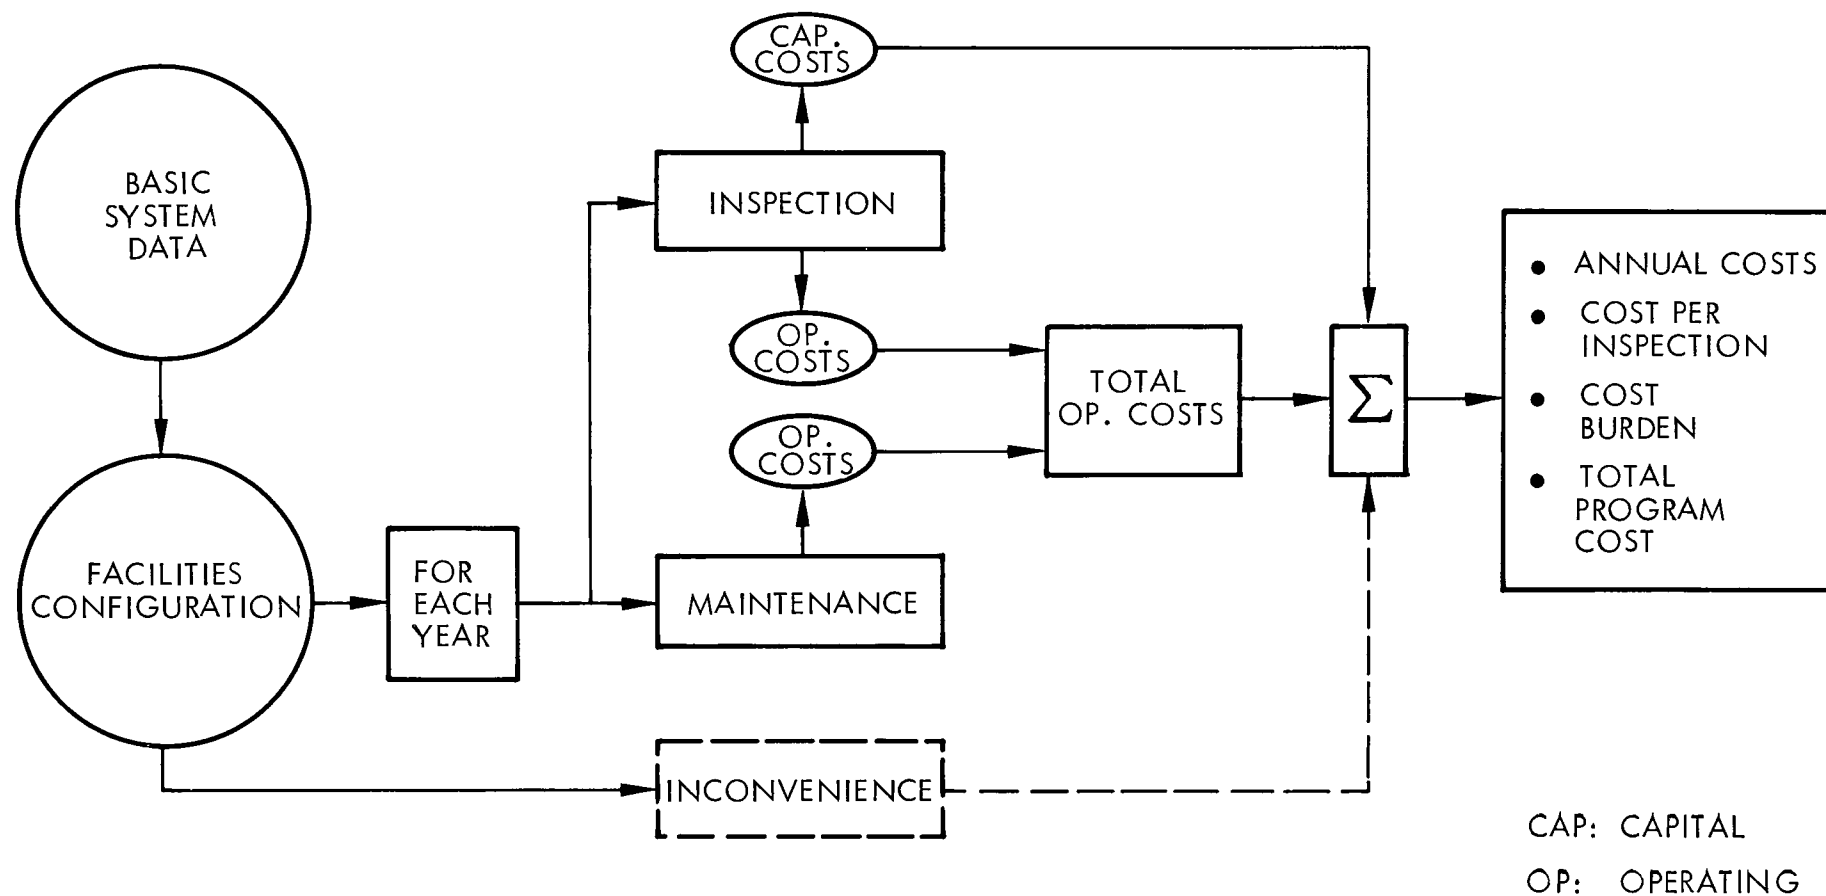 CAP.
COSTS
BASIC
SYSTEM
DATA
INSPECTION
OP.
COSTS
OP.
COSTS
TOTAL
OP. COSTS
Σ
● ANNUAL COSTS
● COST PER
INSPECTION
● COST
BURDEN
● TOTAL
PROGRAM
COST
FACILITIES
CONFIGURATION
FOR
EACH
YEAR
MAINTENANCE
INCONVENIENCE
CAP: CAPITAL
OP: OPERATING